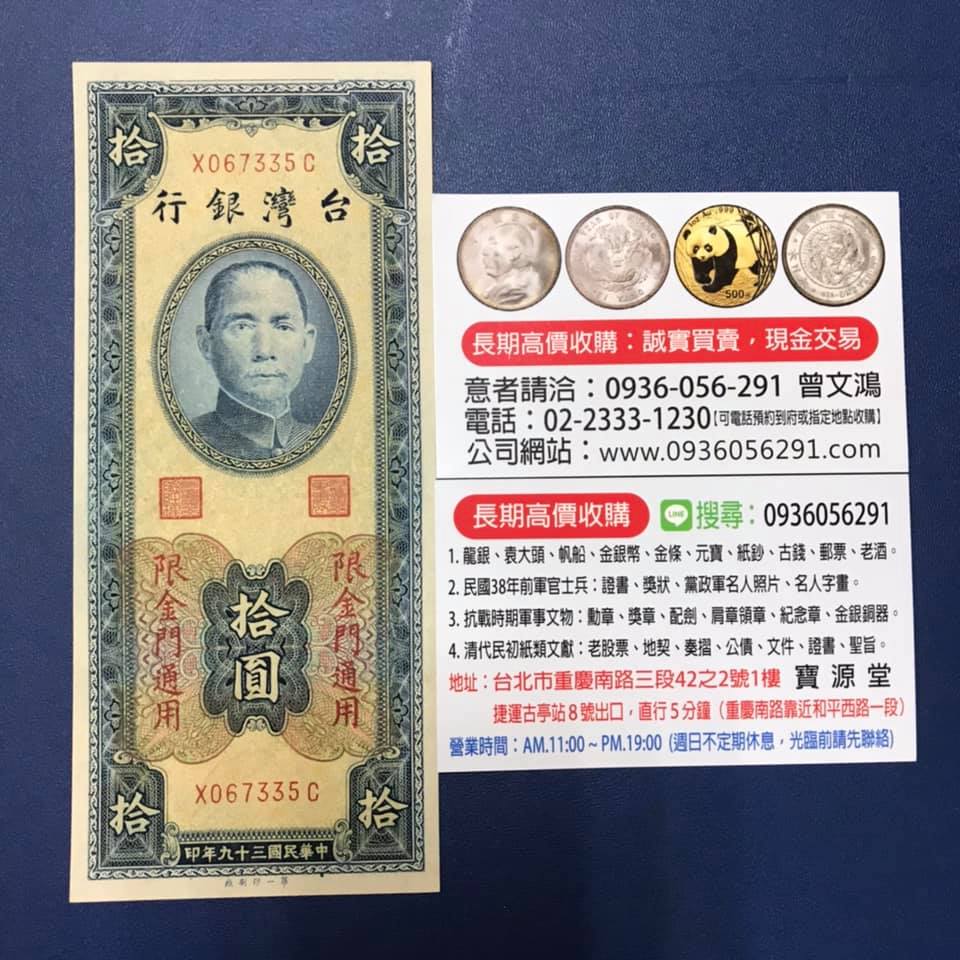 拾
拾
X067335C
台灣銀行
限金門通用
限金門通用
拾圓
X067335C
拾
拾
中華民國三十九年印
第一印刷廠
500元
長期高價收購：誠實買賣，現金交易
意者請洽：0936-056-291 曾文鴻
電話：02-2333-1230【可電話預約到府或指定地點收購】
公司網站：www.0936056291.com
長期高價收購 LINE 搜尋：0936056291
1. 龍銀、袁大頭、帆船、金銀幣、金條、元寶、紙鈔、古錢、郵票、老酒。
2. 民國38年前軍官士兵：證書、獎狀、黨政軍名人照片、名人字畫。
3. 抗戰時期軍事文物：勳章、獎章、配劍、肩章領章、紀念章、金銀銅器。
4. 清代民初紙類文獻：老股票、地契、奏摺、公債、文件、證書、聖旨。
地址：台北市重慶南路三段42之2號1樓 寶源堂
捷運古亭站8號出口，直行5分鐘（重慶南路靠近和平西路一段）
營業時間：AM.11:00 ~ PM.19:00 (週日不定期休息，光臨前請先聯絡)